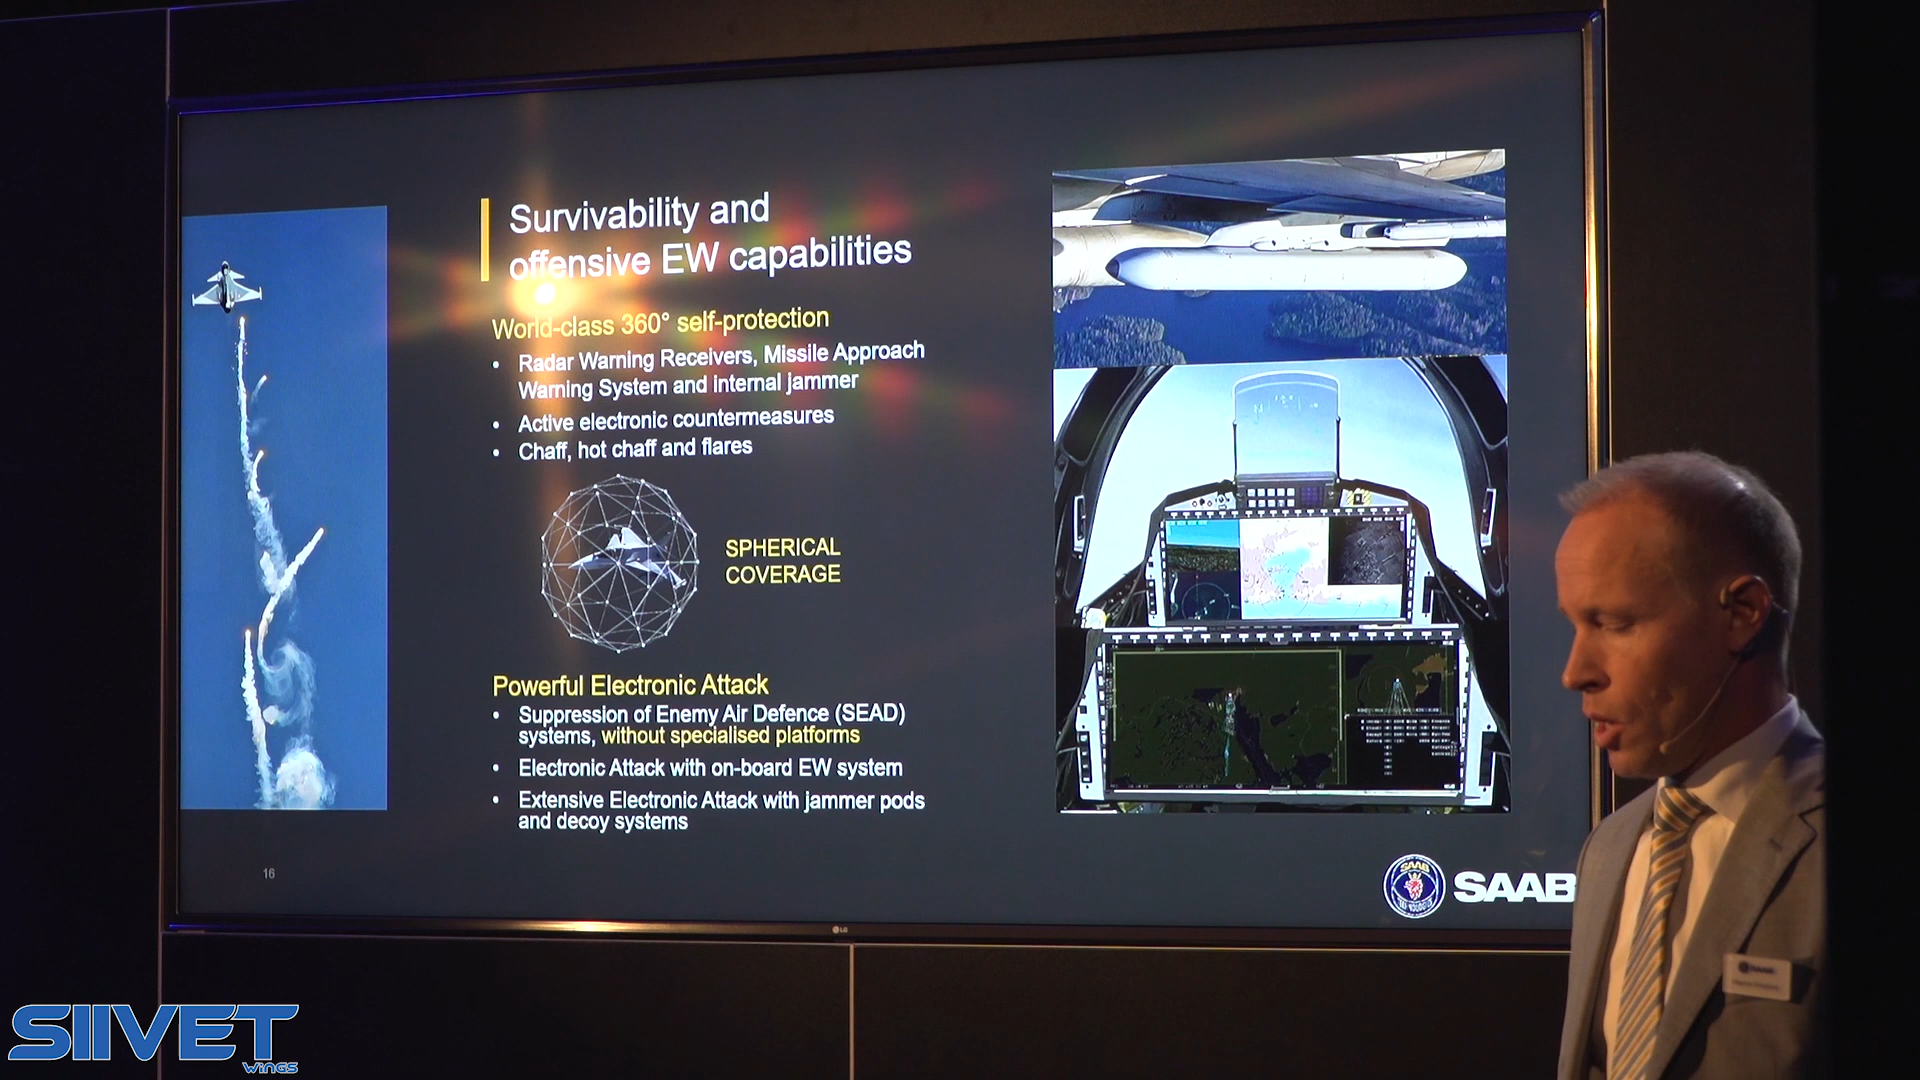 Survivability and
offensive EW capabilities
World-class 360° self-protection
• Radar Warning Receivers, Missile Approach
Warning System and internal jammer
• Active electronic countermeasures
• Chaff, hot chaff and flares
SPHERICAL
COVERAGE
Powerful Electronic Attack
• Suppression of Enemy Air Defence (SEAD)
systems, without specialised platforms
• Electronic Attack with on-board EW system
• Extensive Electronic Attack with jammer pods
and decoy systems
16
SAAB
SAAB
LG
SAAB
SIIVET
WINGS